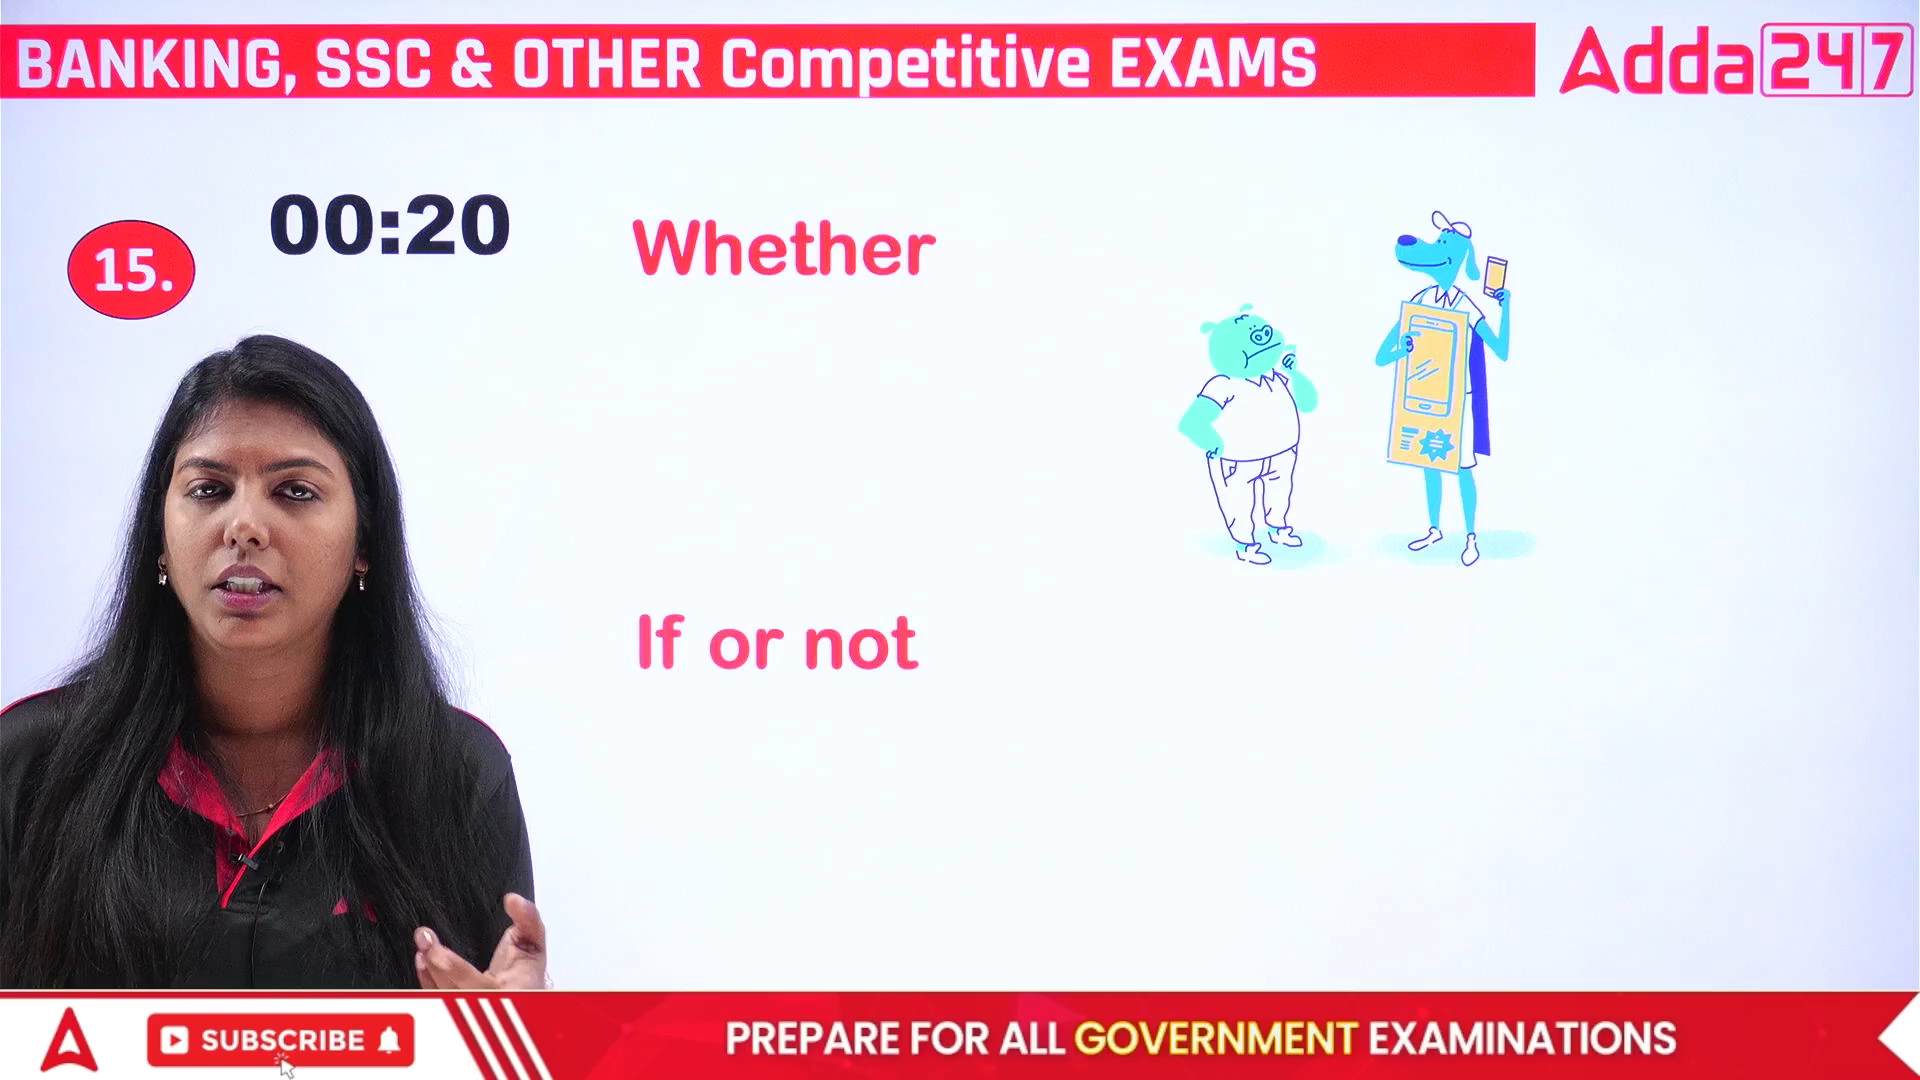 BANKING, SSC & OTHER Competitive EXAMS
Adda247
15.
00:20
Whether
If or not
SUBSCRIBE
PREPARE FOR ALL GOVERNMENT EXAMINATIONS